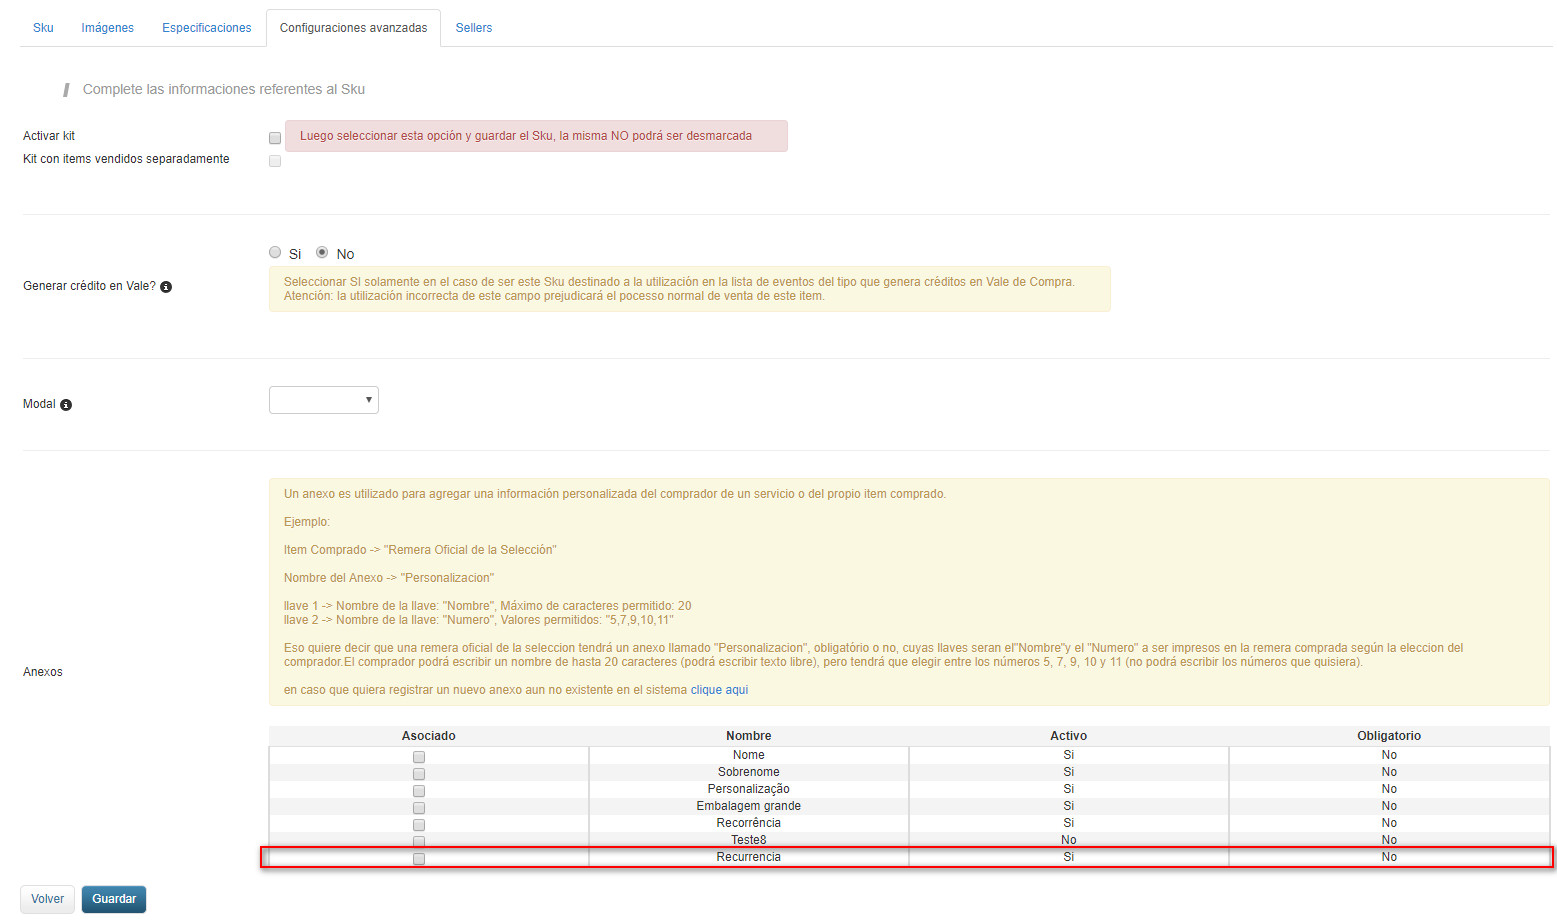 Sku Imágenes Especificaciones Configuraciones avanzadas Sellers
Complete las informaciones referentes al Sku
Activar kit
Luego seleccionar esta opción y guardar el Sku, la misma NO podrá ser desmarcada
Kit con items vendidos separadamente
Si No
Generar crédito en Vale?
Seleccionar SI solamente en el caso de ser este Sku destinado a la utilización en la lista de eventos del tipo que genera créditos en Vale de Compra.
Atención: la utilización incorrecta de este campo prejudicará el pocesso normal de venta de este item.
Modal
Anexos
Un anexo es utilizado para agregar una información personalizada del comprador de un servicio o del propio item comprado.
Ejemplo:
Item Comprado -> "Remera Oficial de la Selección"
Nombre del Anexo -> "Personalizacion"
llave 1 -> Nombre de la llave: "Nombre", Máximo de caracteres permitido: 20
llave 2 -> Nombre de la llave: "Numero", Valores permitidos: "5,7,9,10,11"
Eso quiere decir que una remera oficial de la seleccion tendrá un anexo llamado "Personalizacion", obligatório o no, cuyas llaves seran el"Nombre"y el "Numero" a ser impresos en la remera comprada según la eleccion del
comprador.El comprador podrá escribir un nombre de hasta 20 caracteres (podrá escribir texto libre), pero tendrá que elegir entre los números 5, 7, 9, 10 y 11 (no podrá escribir los números que quisiera).
en caso que quiera registrar un nuevo anexo aun no existente en el sistema clique aqui
Asociado Nombre Activo Obligatorio
Nome Si No
Sobrenome Si No
Personalização Si No
Embalagem grande Si No
Recorrência Si No
Teste8 No No
Recurrencia Si No
Volver Guardar